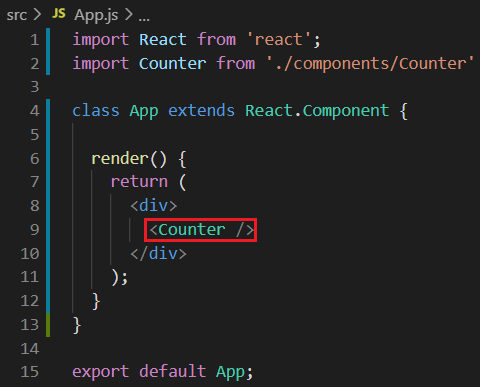 src > JS App.js > ...
1 import React from 'react';
2 import Counter from './components/Counter'
3
4 class App extends React.Component {
5
6   render() {
7     return (
8       <div>
9         <Counter />
10       </div>
11     );
12   }
13 }
14
15 export default App;